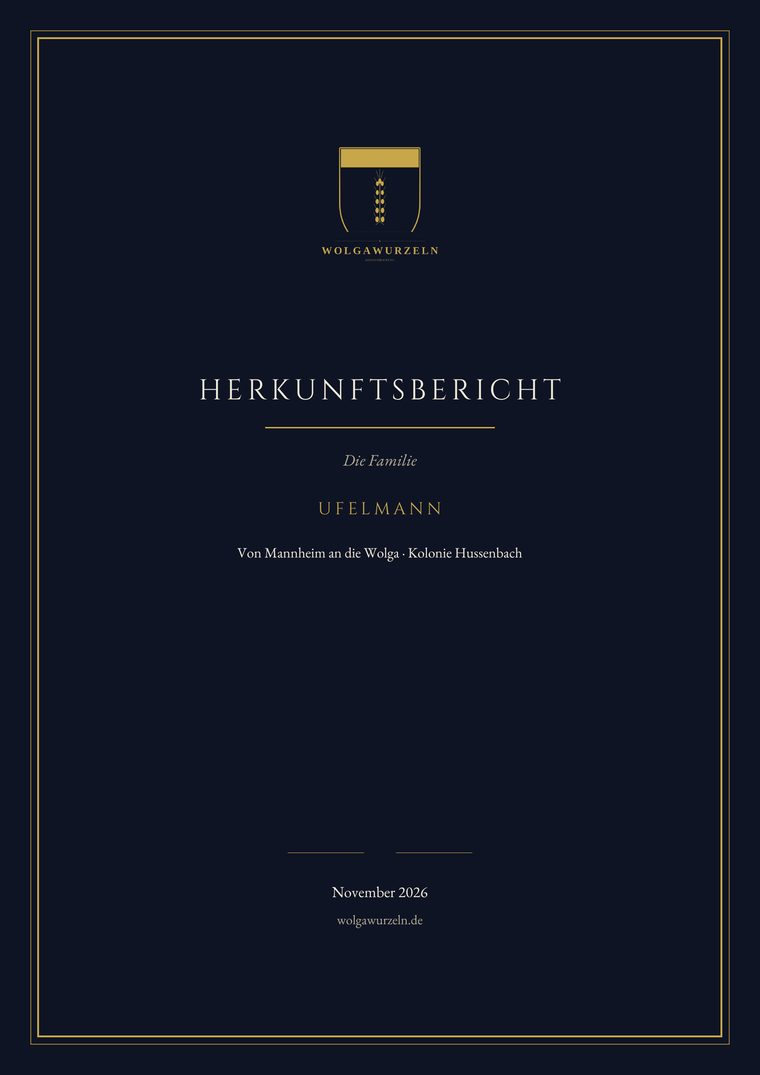 WOLGAWURZELN
HERKUNFTSBERICHT
Die Familie
UFELMANN
Von Mannheim an die Wolga · Kolonie Hussenbach
November 2026
wolgawurzeln.de